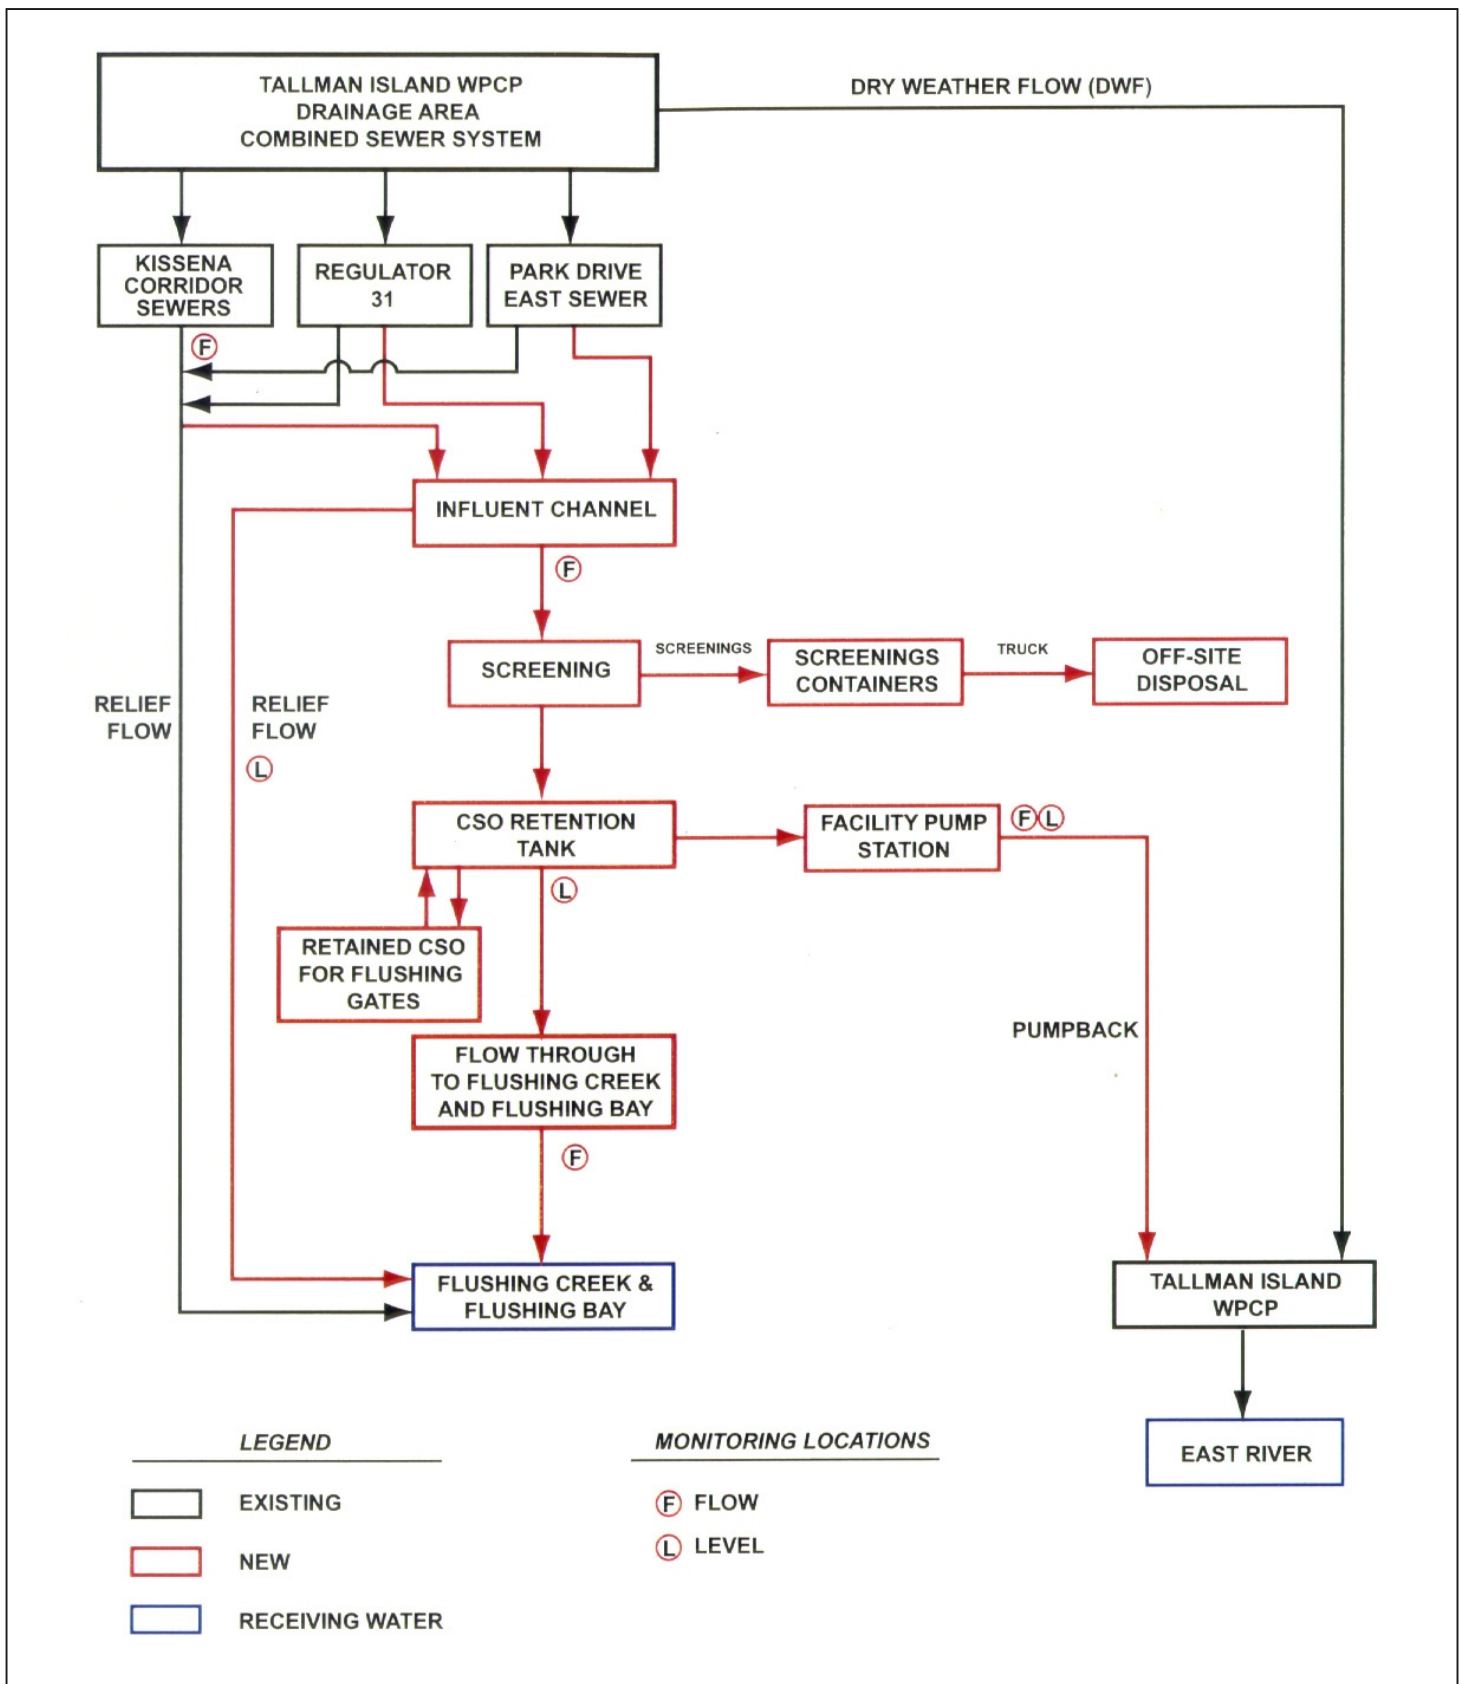 TALLMAN ISLAND WPCP
DRAINAGE AREA
COMBINED SEWER SYSTEM
DRY WEATHER FLOW (DWF)
KISSENA
CORRIDOR
SEWERS
REGULATOR
31
PARK DRIVE
EAST SEWER
F
INFLUENT CHANNEL
F
SCREENING
SCREENINGS
SCREENINGS
CONTAINERS
TRUCK
OFF-SITE
DISPOSAL
RELIEF
FLOW
RELIEF
FLOW
L
CSO RETENTION
TANK
FACILITY PUMP
STATION
F L
L
RETAINED CSO
FOR FLUSHING
GATES
FLOW THROUGH
TO FLUSHING CREEK
AND FLUSHING BAY
PUMPBACK
F
FLUSHING CREEK &
FLUSHING BAY
TALLMAN ISLAND
WPCP
EAST RIVER
LEGEND
EXISTING
NEW
RECEIVING WATER
MONITORING LOCATIONS
F FLOW
L LEVEL